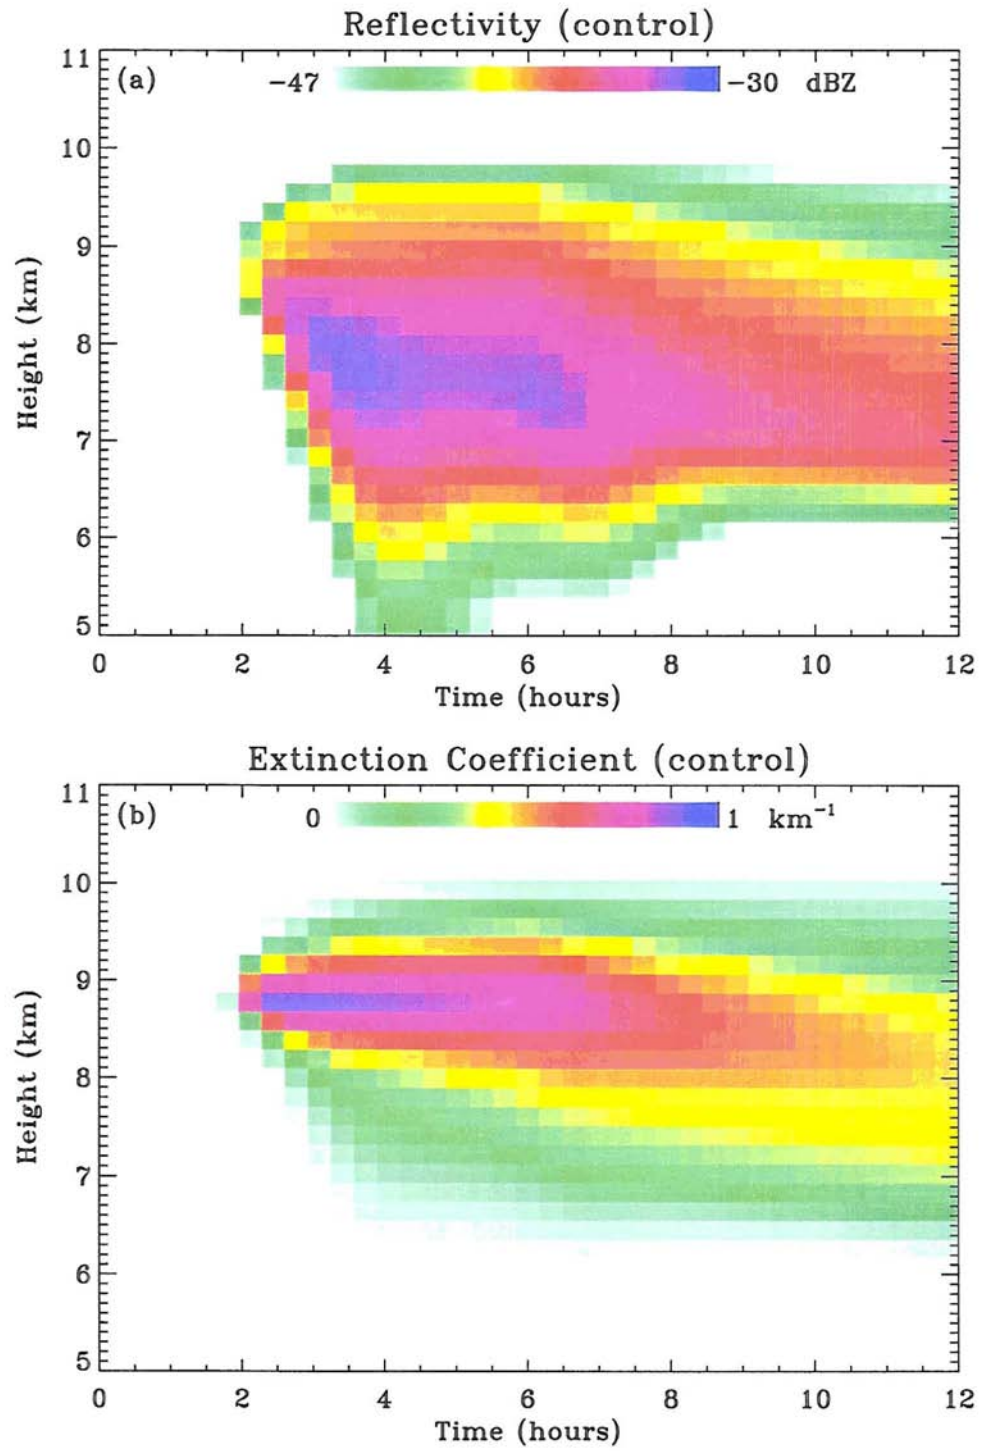 Reflectivity (control)
(a) -47 -30 dBZ
11
10
9
8
7
6
5
Height (km)
0 2 4 6 8 10 12
Time (hours)
Extinction Coefficient (control)
(b) 0 1 km⁻¹
11
10
9
8
7
6
5
Height (km)
0 2 4 6 8 10 12
Time (hours)